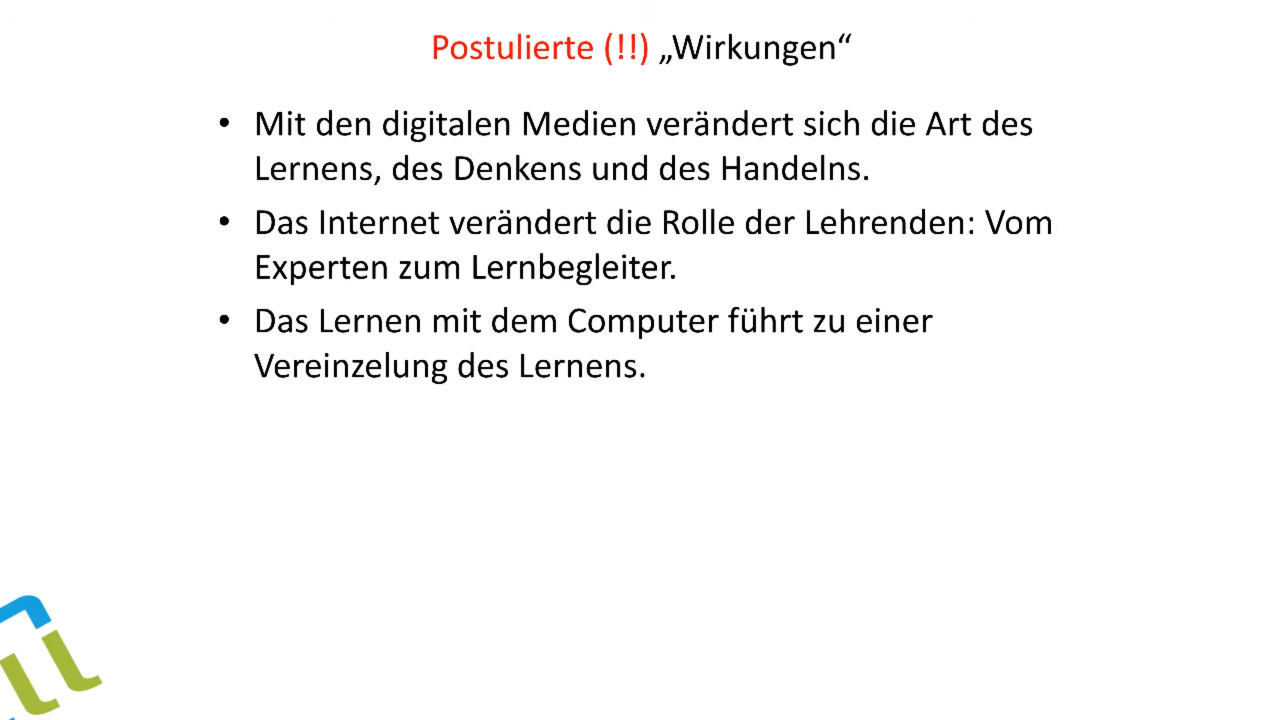 Postulierte (!!) „Wirkungen“
• Mit den digitalen Medien verändert sich die Art des
Lernens, des Denkens und des Handelns.
• Das Internet verändert die Rolle der Lehrenden: Vom
Experten zum Lernbegleiter.
• Das Lernen mit dem Computer führt zu einer
Vereinzelung des Lernens.